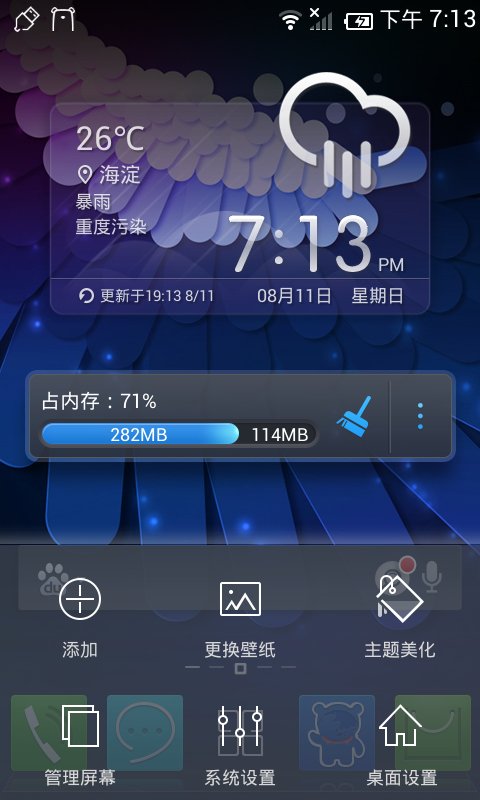 下午 7:13
26℃
海淀
暴雨
重度污染
7:13 PM
更新于19:13 8/11
08月11日 星期日
占内存：71%
282MB 114MB
du
添加 更换壁纸 主题美化
管理屏幕 系统设置 桌面设置